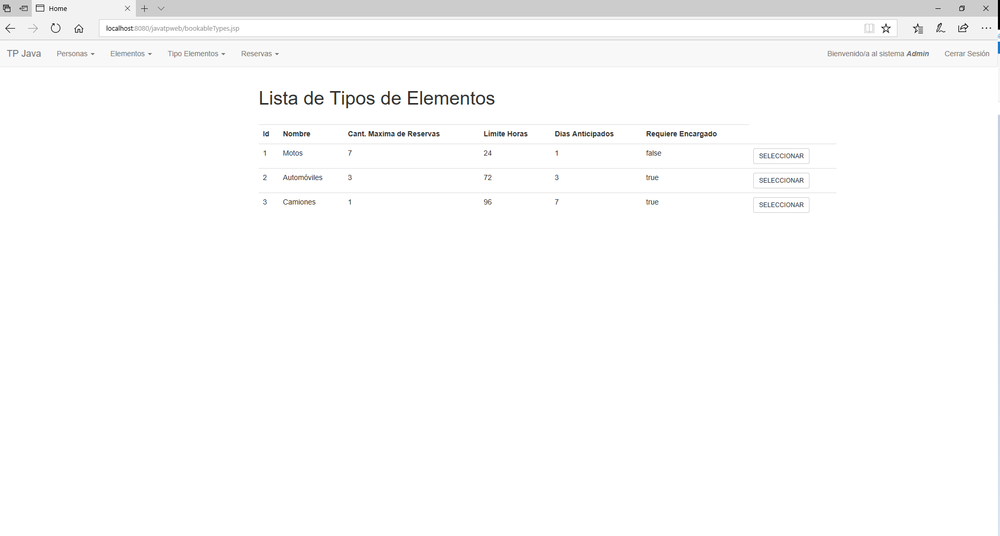 Home
localhost:8080/javatpweb/bookableTypes.jsp
TP Java Personas Elementos Tipo Elementos Reservas Bienvenido/a al sistema Admin Cerrar Sesión
Lista de Tipos de Elementos
Id Nombre Cant. Maxima de Reservas Límite Horas Dias Anticipados Requiere Encargado
1 Motos 7 24 1 false SELECCIONAR
2 Automóviles 3 72 3 true SELECCIONAR
3 Camiones 1 96 7 true SELECCIONAR